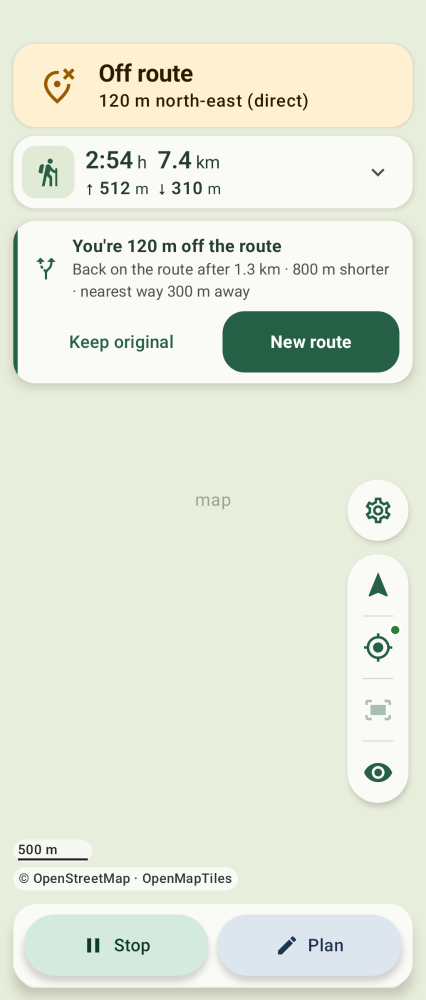 Off route
120 m north-east (direct)
2:54 h 7.4 km
↑ 512 m ↓ 310 m
You're 120 m off the route
Back on the route after 1.3 km · 800 m shorter
· nearest way 300 m away
Keep original
New route
map
500 m
© OpenStreetMap · OpenMapTiles
Stop
Plan